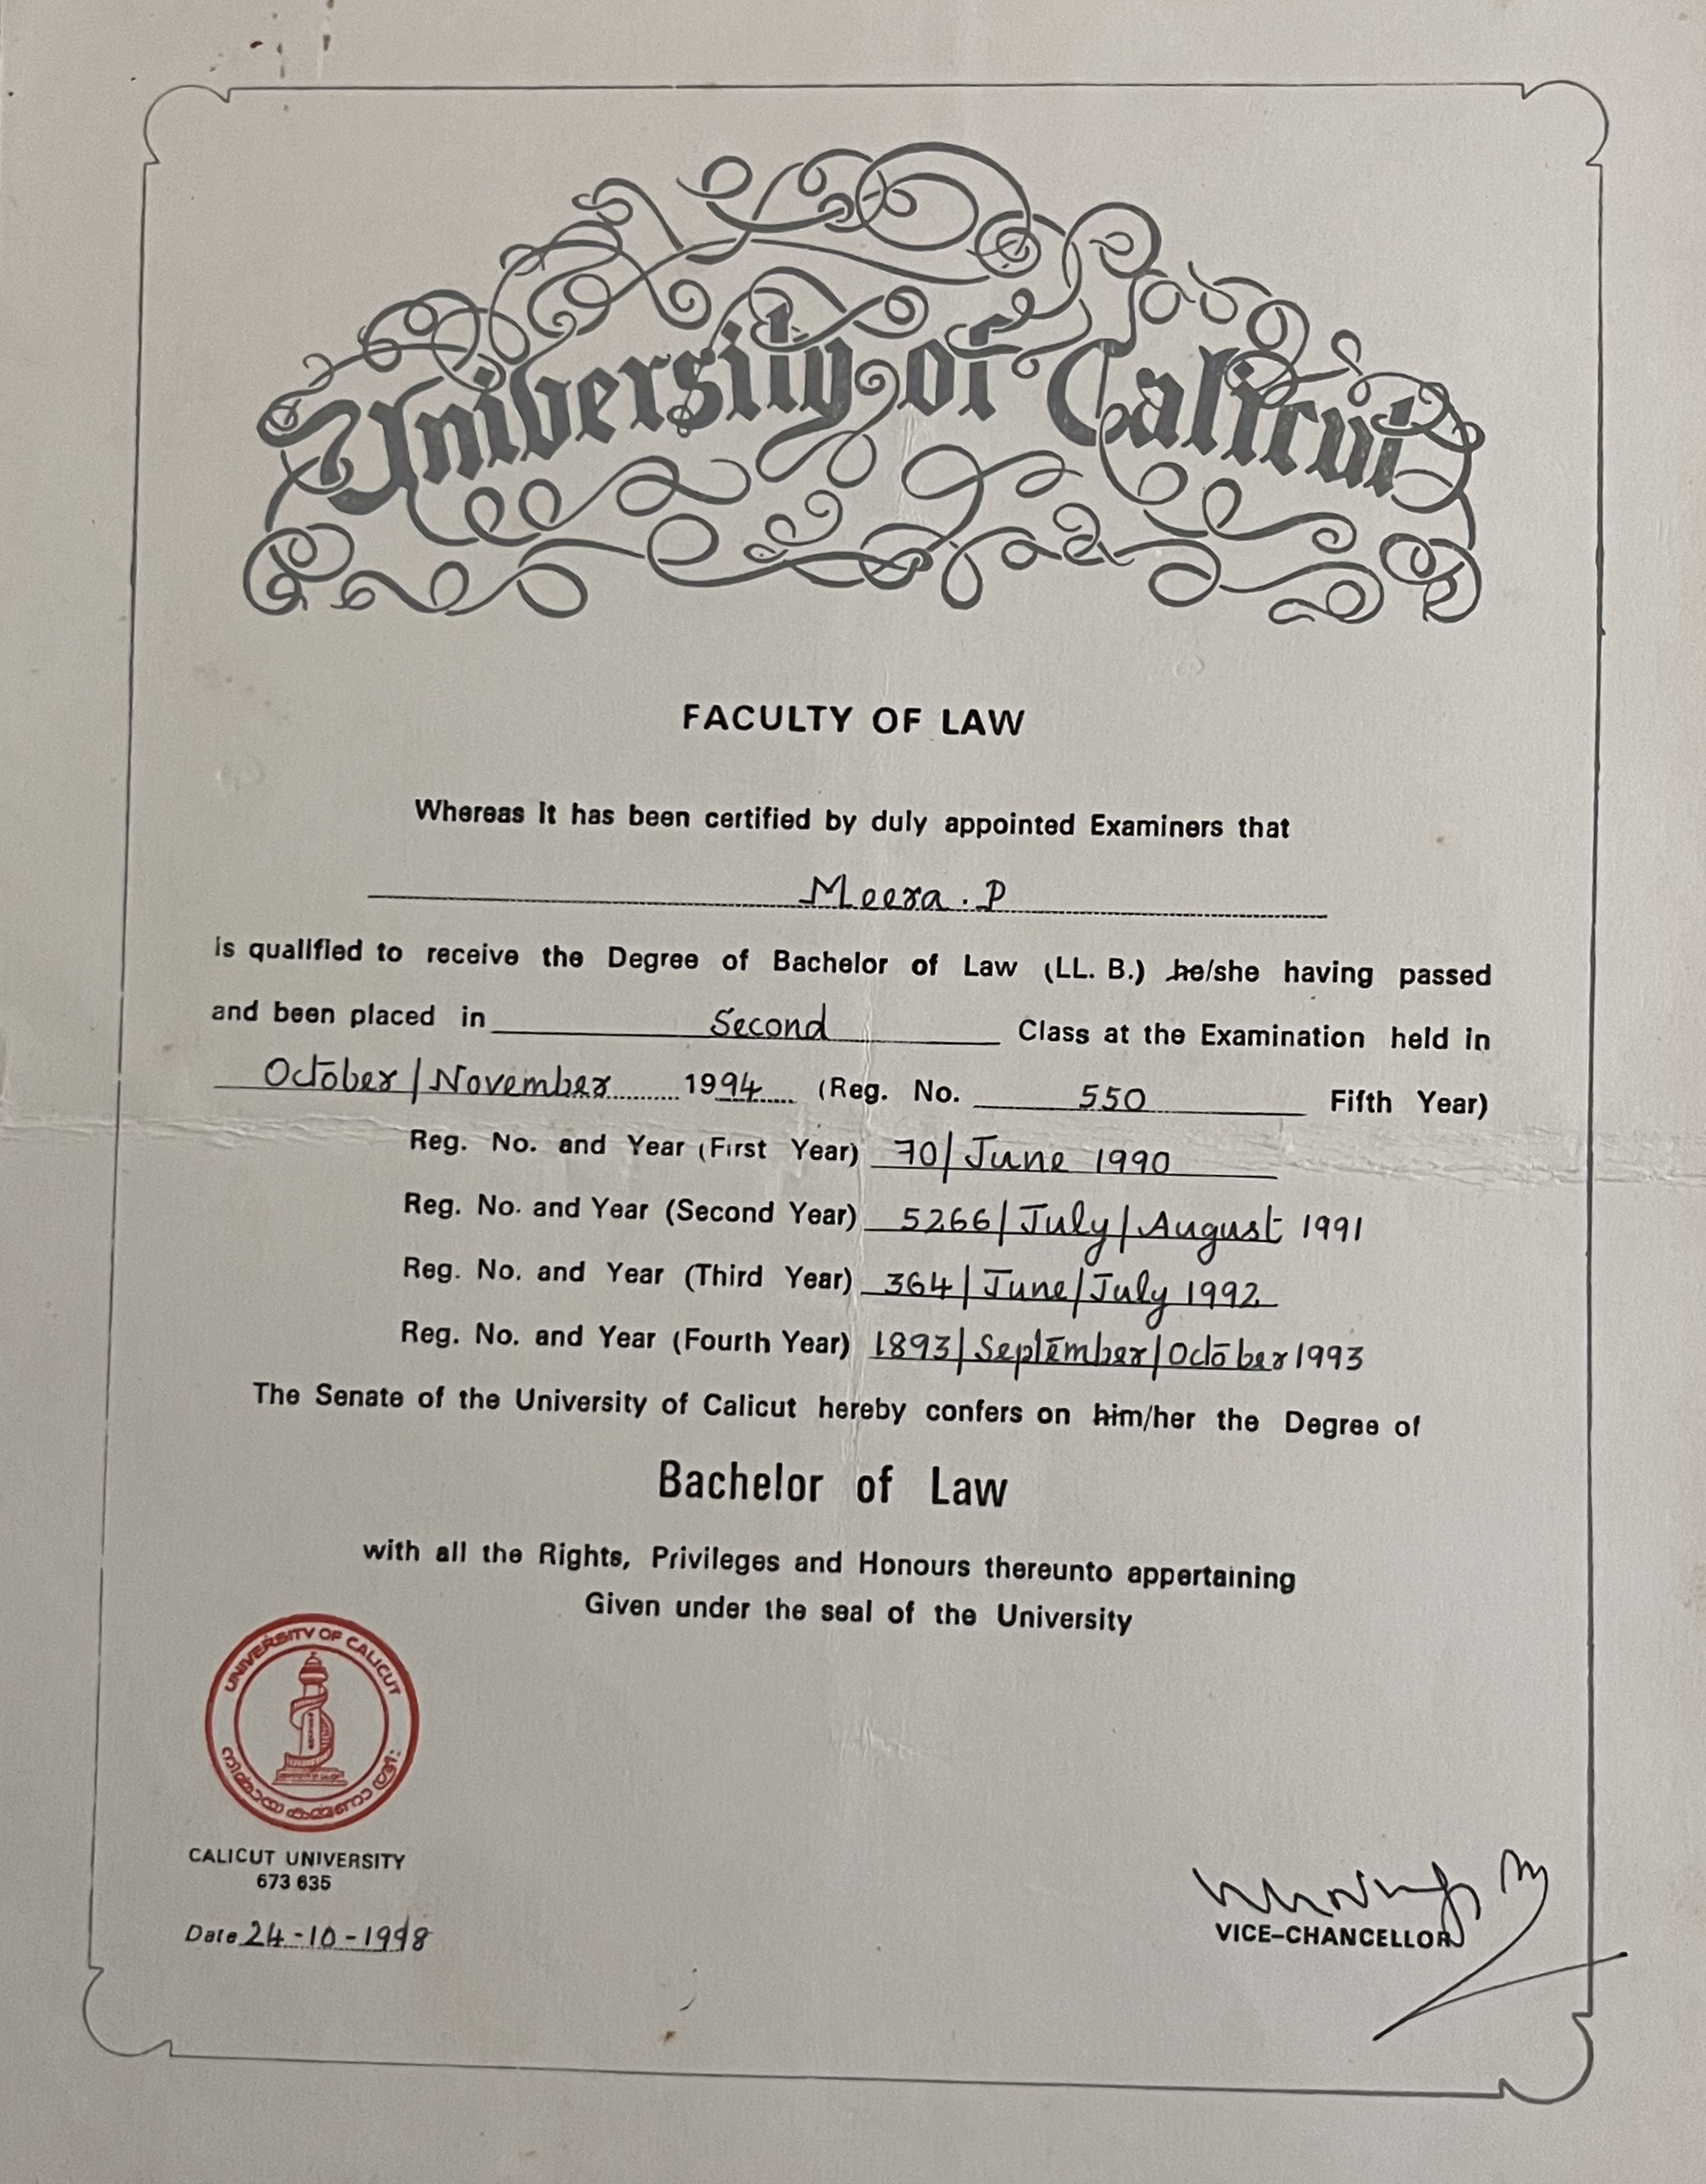 University of Calicut
FACULTY OF LAW
Whereas it has been certified by duly appointed Examiners that
Meera . P
is qualified to receive the Degree of Bachelor of Law (LL. B.) he/she having passed
and been placed in Second Class at the Examination held in
October/November 1994 (Reg. No. 550 Fifth Year)
Reg. No. and Year (First Year) 70/June 1990
Reg. No. and Year (Second Year) 5266/July/August 1991
Reg. No. and Year (Third Year) 364/June/July 1992
Reg. No. and Year (Fourth Year) 1893/September/October 1993
The Senate of the University of Calicut hereby confers on him/her the Degree of
Bachelor of Law
with all the Rights, Privileges and Honours thereunto appertaining
Given under the seal of the University
UNIVERSITY OF CALICUT
നിർമ്മായ കർമ്മണാ ശ്രീ:
CALICUT UNIVERSITY
673 635
Date 24-10-1998
VICE-CHANCELLOR